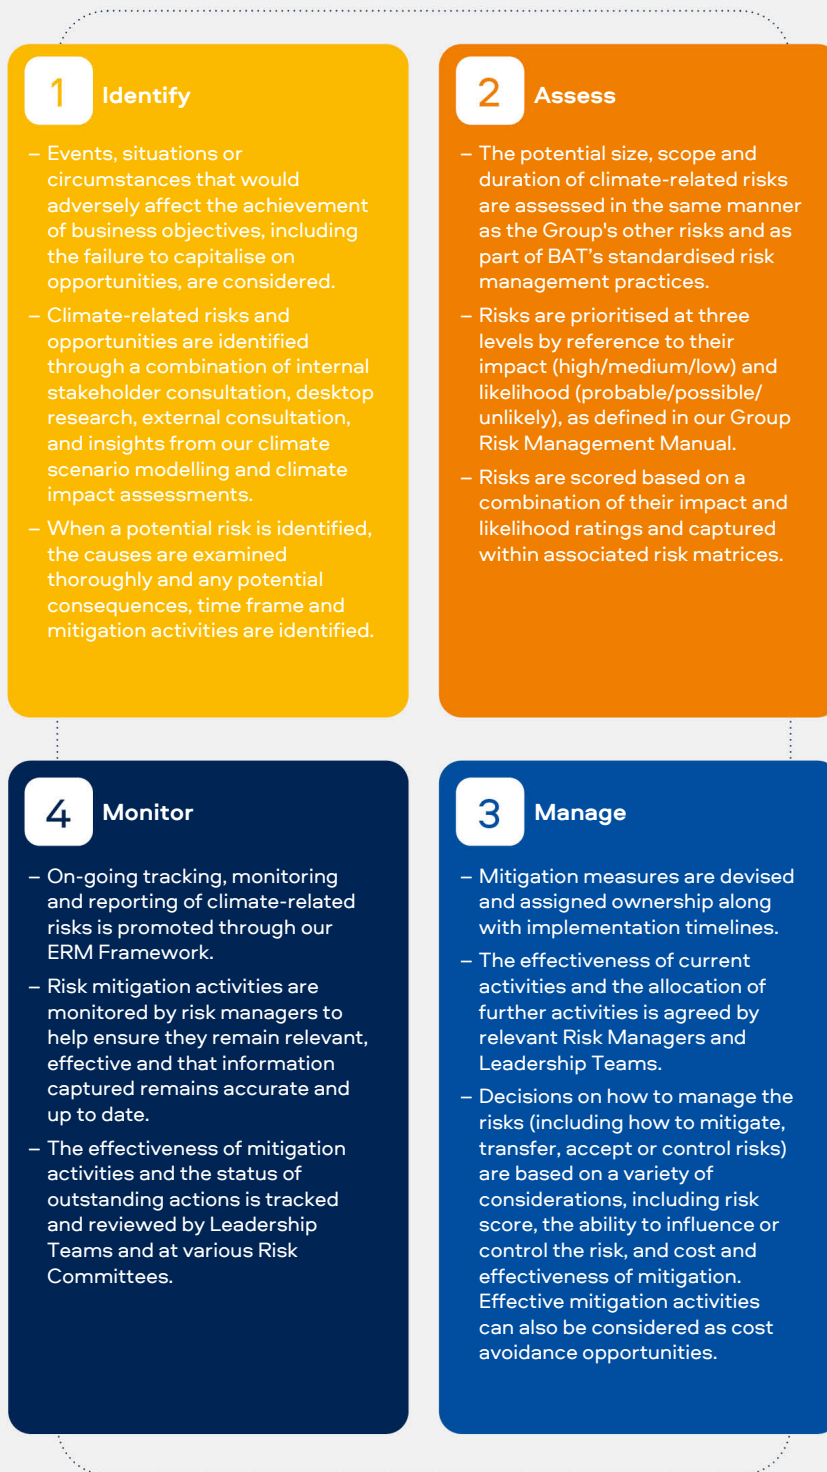 1 Identify
– Events, situations or
circumstances that would
adversely affect the achievement
of business objectives, including
the failure to capitalise on
opportunities, are considered.
– Climate-related risks and
opportunities are identified
through a combination of internal
stakeholder consultation, desktop
research, external consultation,
and insights from our climate
scenario modelling and climate
impact assessments.
– When a potential risk is identified,
the causes are examined
thoroughly and any potential
consequences, time frame and
mitigation activities are identified.
2 Assess
– The potential size, scope and
duration of climate-related risks
are assessed in the same manner
as the Group's other risks and as
part of BAT’s standardised risk
management practices.
– Risks are prioritised at three
levels by reference to their
impact (high/medium/low) and
likelihood (probable/possible/
unlikely), as defined in our Group
Risk Management Manual.
– Risks are scored based on a
combination of their impact and
likelihood ratings and captured
within associated risk matrices.
3 Manage
– Mitigation measures are devised
and assigned ownership along
with implementation timelines.
– The effectiveness of current
activities and the allocation of
further activities is agreed by
relevant Risk Managers and
Leadership Teams.
– Decisions on how to manage the
risks (including how to mitigate,
transfer, accept or control risks)
are based on a variety of
considerations, including risk
score, the ability to influence or
control the risk, and cost and
effectiveness of mitigation.
Effective mitigation activities
can also be considered as cost
avoidance opportunities.
4 Monitor
– On-going tracking, monitoring
and reporting of climate-related
risks is promoted through our
ERM Framework.
– Risk mitigation activities are
monitored by risk managers to
help ensure they remain relevant,
effective and that information
captured remains accurate and
up to date.
– The effectiveness of mitigation
activities and the status of
outstanding actions is tracked
and reviewed by Leadership
Teams and at various Risk
Committees.